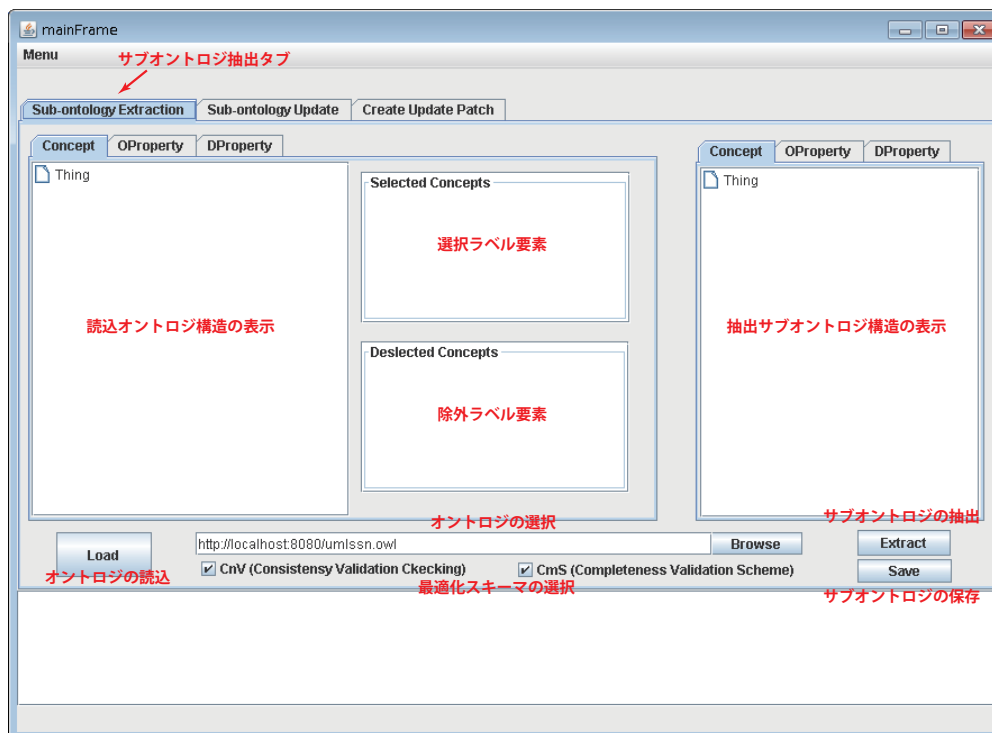 mainFrame
Menu
サブオントロジ抽出タブ
Sub-ontology Extraction
Sub-ontology Update
Create Update Patch
Concept
OProperty
DProperty
Concept
OProperty
DProperty
Thing
Selected Concepts
Thing
選択ラベル要素
読込オントロジ構造の表示
抽出サブオントロジ構造の表示
Deslected Concepts
除外ラベル要素
オントロジの選択
サブオントロジの抽出
Load
http://localhost:8080/umlssn.owl
Browse
Extract
オントロジの読込
CnV (Consistensy Validation Ckecking)
CmS (Completeness Validation Scheme)
Save
最適化スキーマの選択
サブオントロジの保存